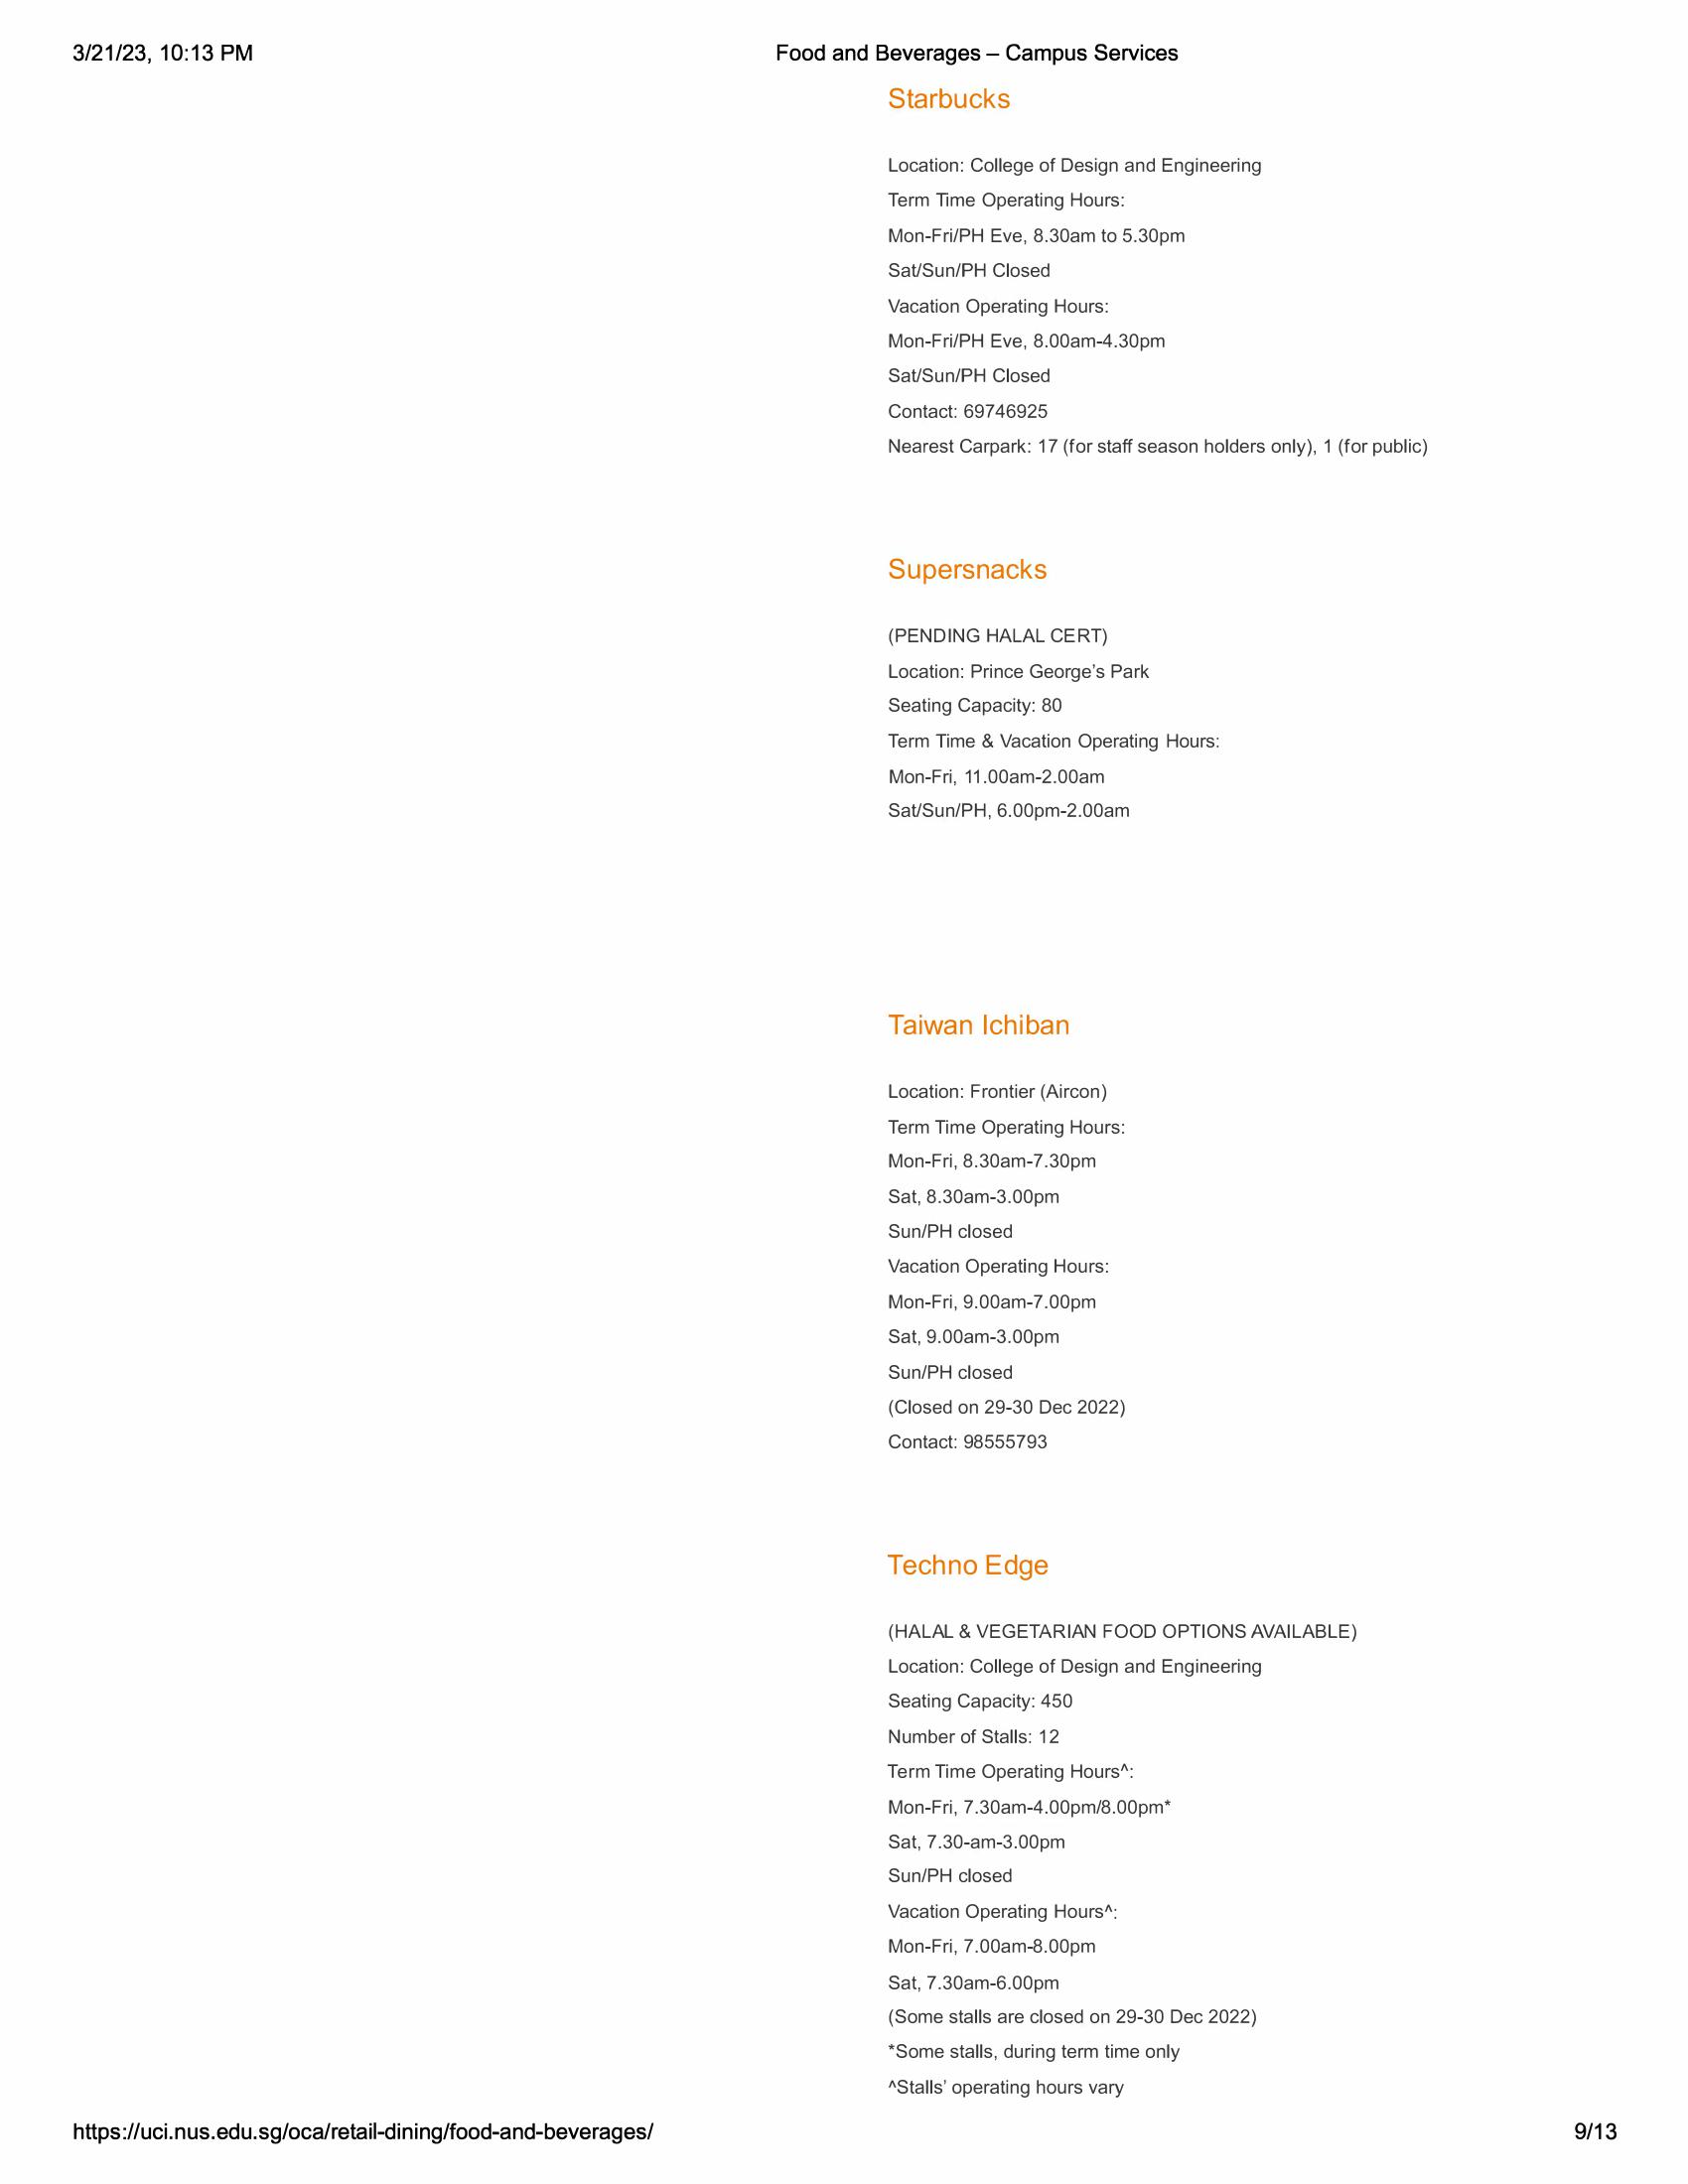 3/21/23, 10:13 PM
Food and Beverages – Campus Services
Starbucks
Location: College of Design and Engineering
Term Time Operating Hours:
Mon-Fri/PH Eve, 8.30am to 5.30pm
Sat/Sun/PH Closed
Vacation Operating Hours:
Mon-Fri/PH Eve, 8.00am-4.30pm
Sat/Sun/PH Closed
Contact: 69746925
Nearest Carpark: 17 (for staff season holders only), 1 (for public)
Supersnacks
(PENDING HALAL CERT)
Location: Prince George’s Park
Seating Capacity: 80
Term Time & Vacation Operating Hours:
Mon-Fri, 11.00am-2.00am
Sat/Sun/PH, 6.00pm-2.00am
Taiwan Ichiban
Location: Frontier (Aircon)
Term Time Operating Hours:
Mon-Fri, 8.30am-7.30pm
Sat, 8.30am-3.00pm
Sun/PH closed
Vacation Operating Hours:
Mon-Fri, 9.00am-7.00pm
Sat, 9.00am-3.00pm
Sun/PH closed
(Closed on 29-30 Dec 2022)
Contact: 98555793
Techno Edge
(HALAL & VEGETARIAN FOOD OPTIONS AVAILABLE)
Location: College of Design and Engineering
Seating Capacity: 450
Number of Stalls: 12
Term Time Operating Hours^:
Mon-Fri, 7.30am-4.00pm/8.00pm*
Sat, 7.30-am-3.00pm
Sun/PH closed
Vacation Operating Hours^:
Mon-Fri, 7.00am-8.00pm
Sat, 7.30am-6.00pm
(Some stalls are closed on 29-30 Dec 2022)
*Some stalls, during term time only
^Stalls’ operating hours vary
https://uci.nus.edu.sg/oca/retail-dining/food-and-beverages/
9/13